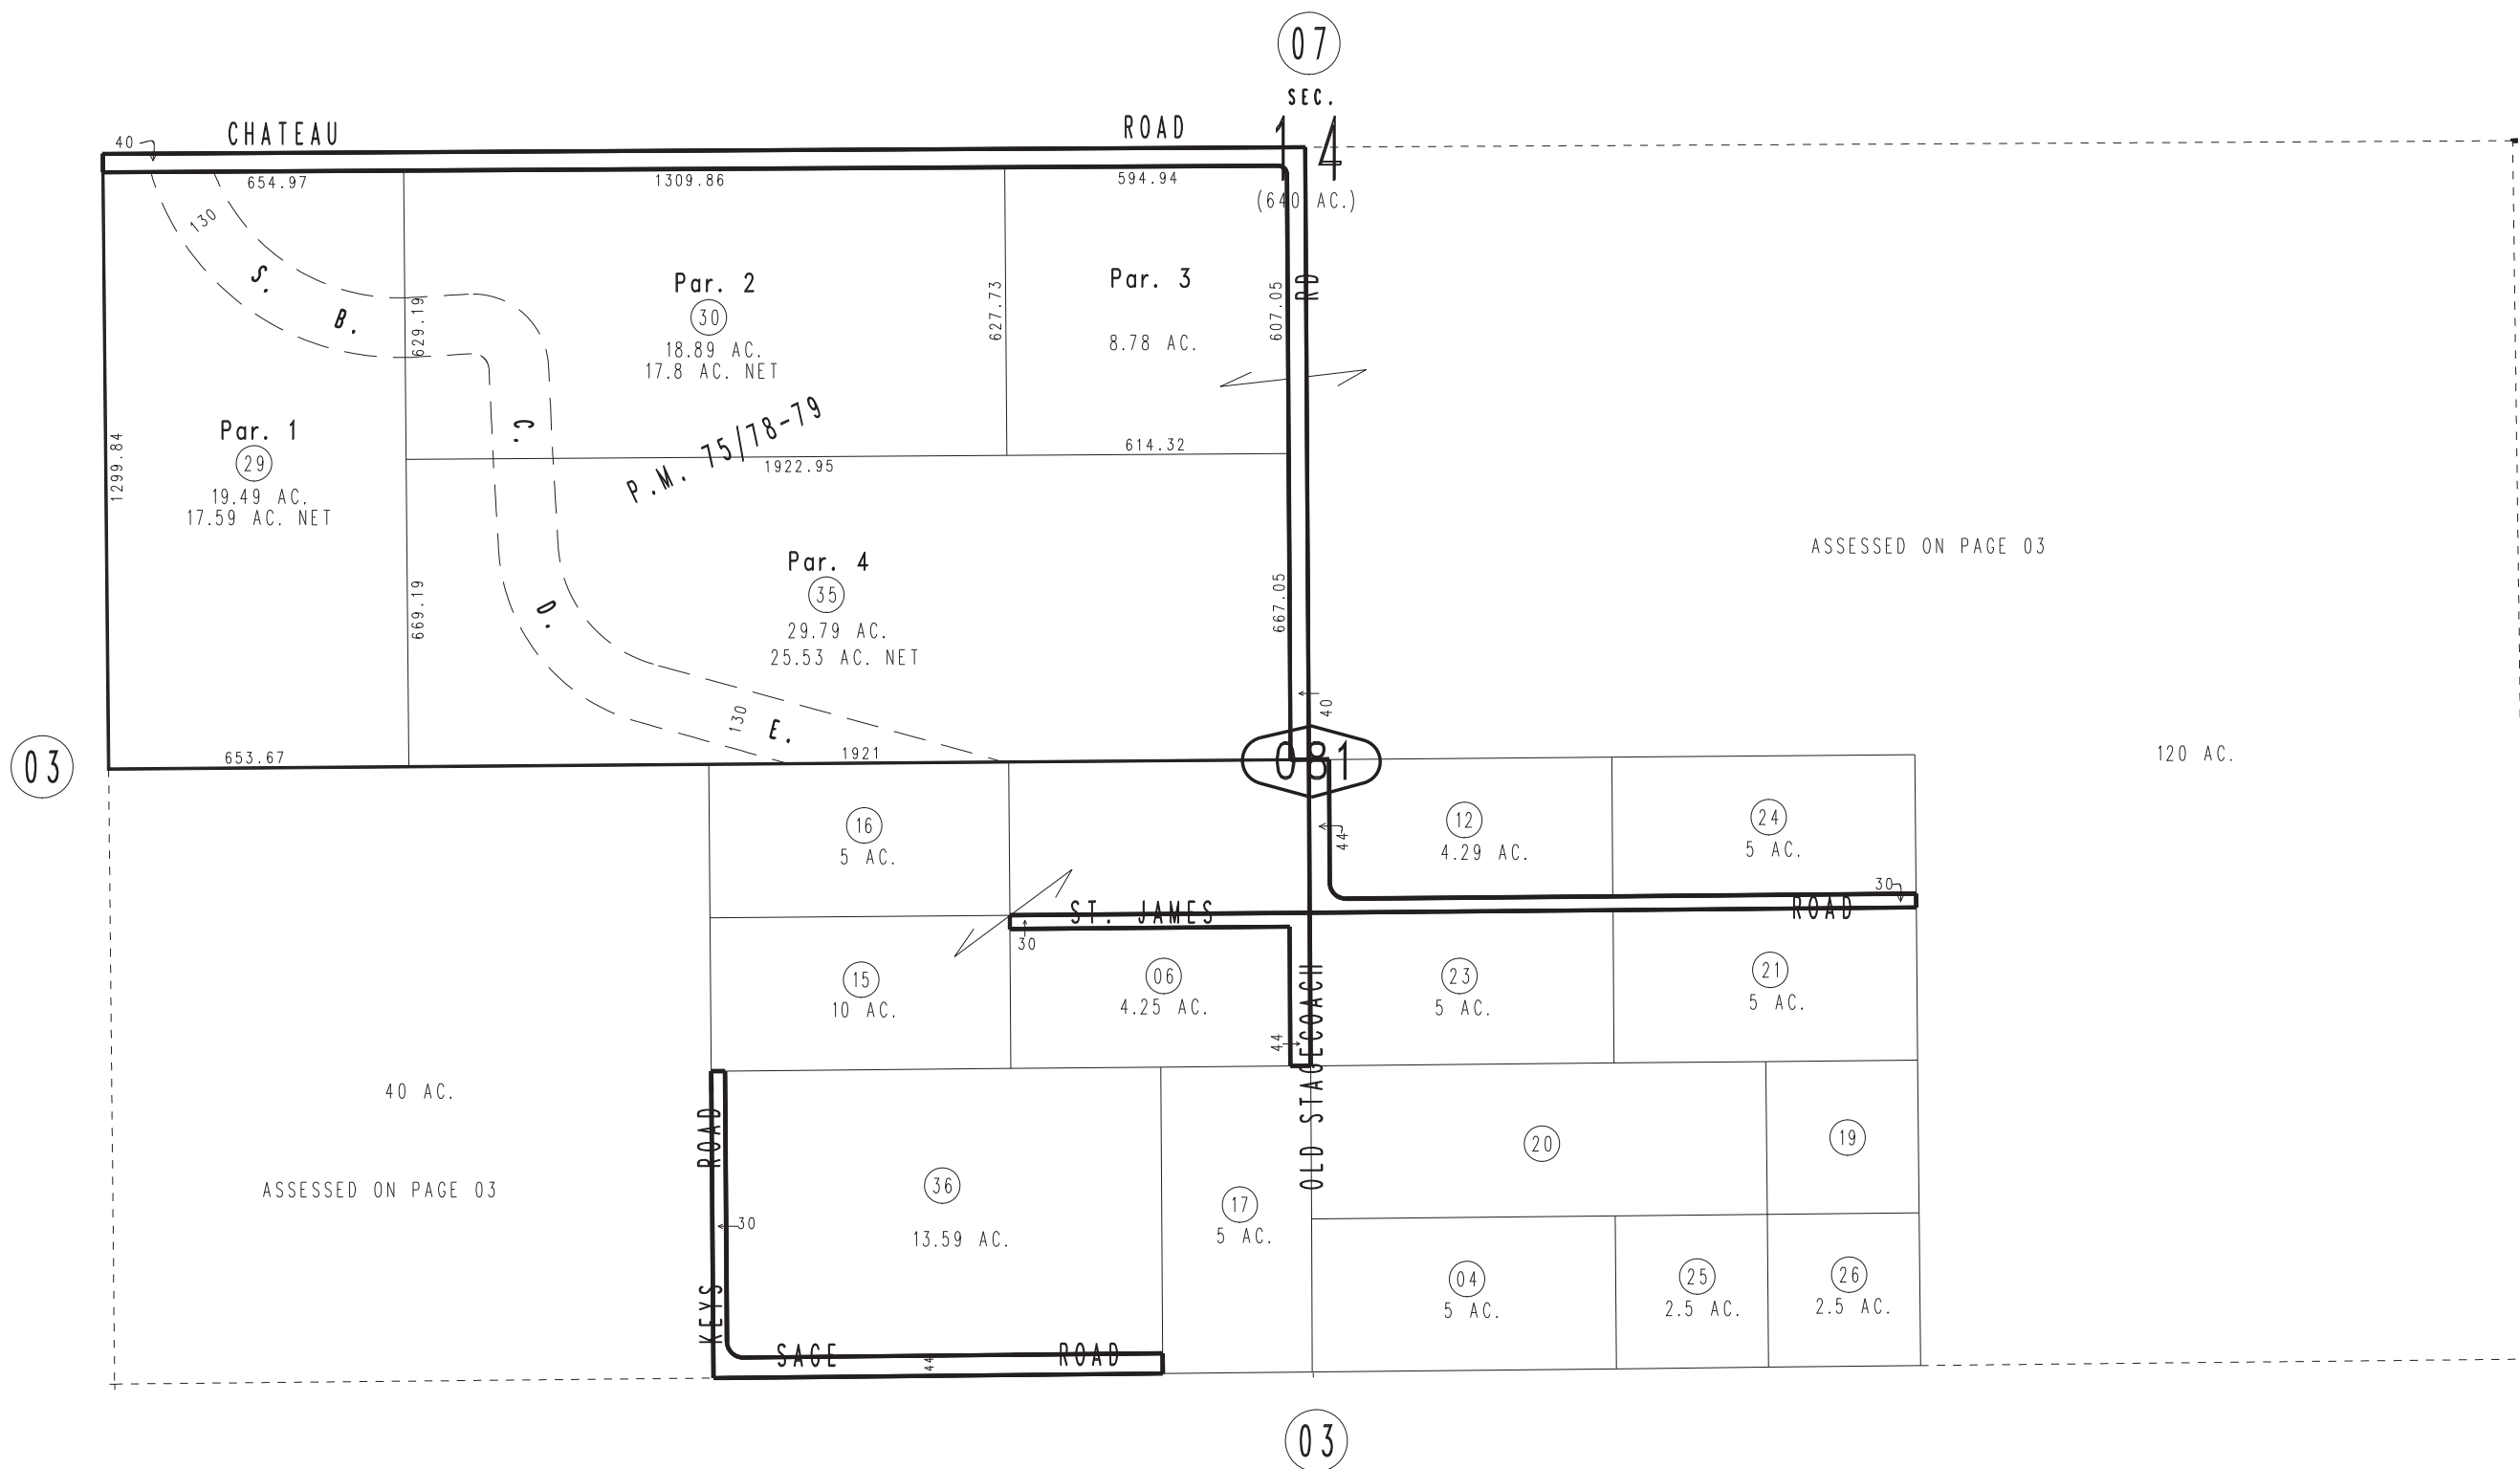 07
SEC.
14
(640 AC.)
CHATEAU ROAD
40
654.97
1309.86
594.94
130
S. B. C. D. E.
629.19
Par. 2
30
18.89 AC.
17.8 AC. NET
627.73
Par. 3
8.78 AC.
607.05
RD
Par. 1
29
19.49 AC.
17.59 AC. NET
1299.84
P.M. 75/78-79
614.32
1922.95
ASSESSED ON PAGE 03
Par. 4
35
29.79 AC.
25.53 AC. NET
669.19
667.05
40
130
653.67
1921
03
081
120 AC.
16
5 AC.
44
12
4.29 AC.
24
5 AC.
30
ST. JAMES ROAD
30
15
10 AC.
06
4.25 AC.
44
23
5 AC.
21
5 AC.
OLD STAGECOACH
40 AC.
ASSESSED ON PAGE 03
KEYS ROAD
30
36
13.59 AC.
17
5 AC.
20
19
04
5 AC.
25
2.5 AC.
26
2.5 AC.
SAGE ROAD
44
03